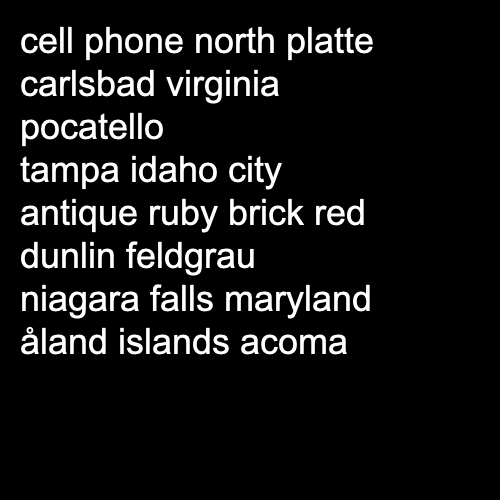 cell phone north platte
carlsbad virginia
pocatello
tampa idaho city
antique ruby brick red
dunlin feldgrau
niagara falls maryland
åland islands acoma